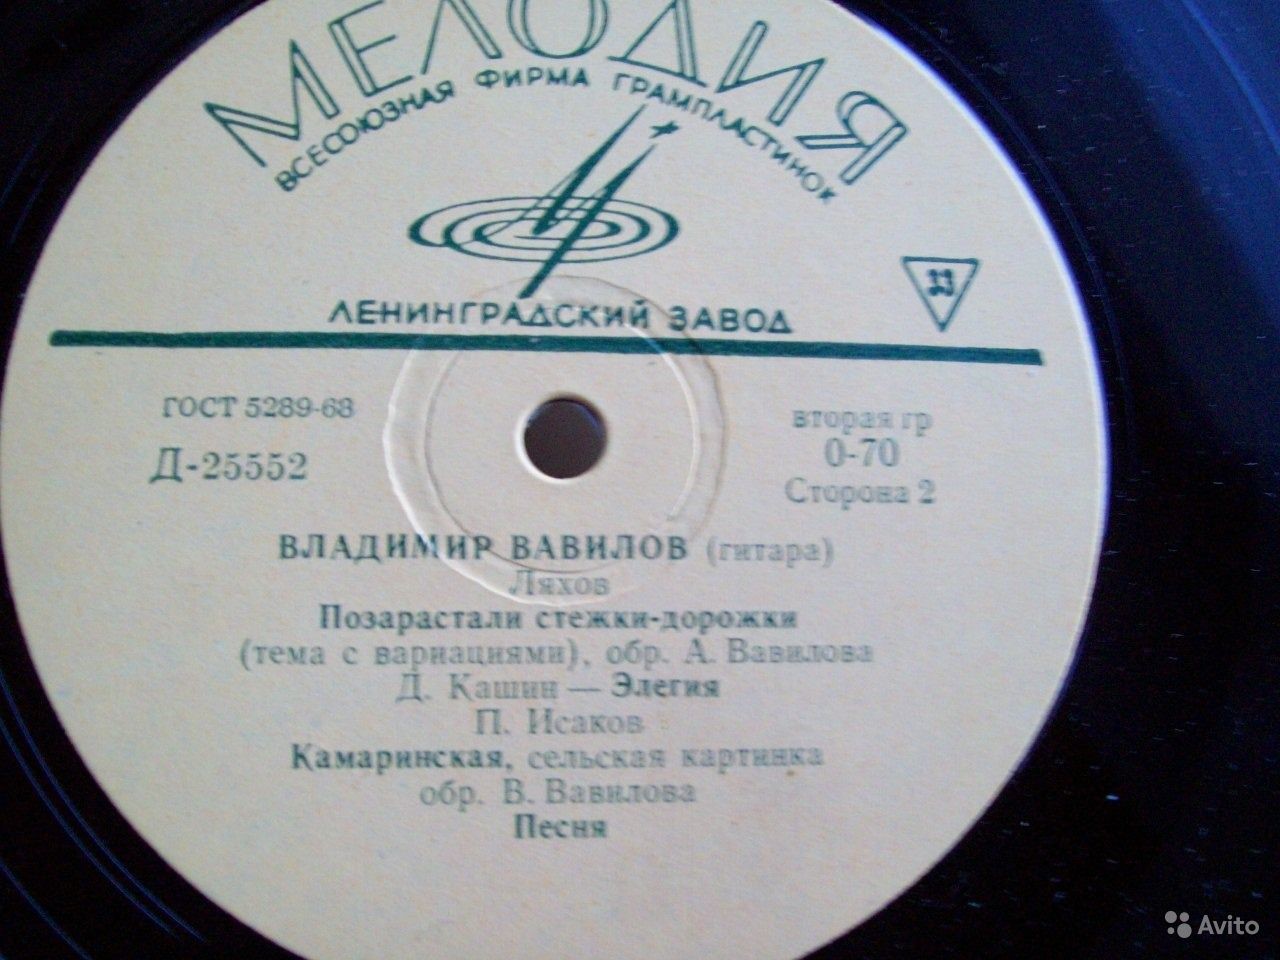 МЕЛОДИЯ
ВСЕСОЮЗНАЯ ФИРМА ГРАМПЛАСТИНОК
ЛЕНИНГРАДСКИЙ ЗАВОД
33
ГОСТ 5289-68
Д-25552
вторая гр
0-70
Сторона 2
ВЛАДИМИР ВАВИЛОВ (гитара)
Ляхов
Позарастали стежки-дорожки
(тема с вариациями), обр. А. Вавилова
Д. Кашин — Элегия
П. Исаков
Камаринская, сельская картинка
обр. В. Вавилова
Песня
Avito